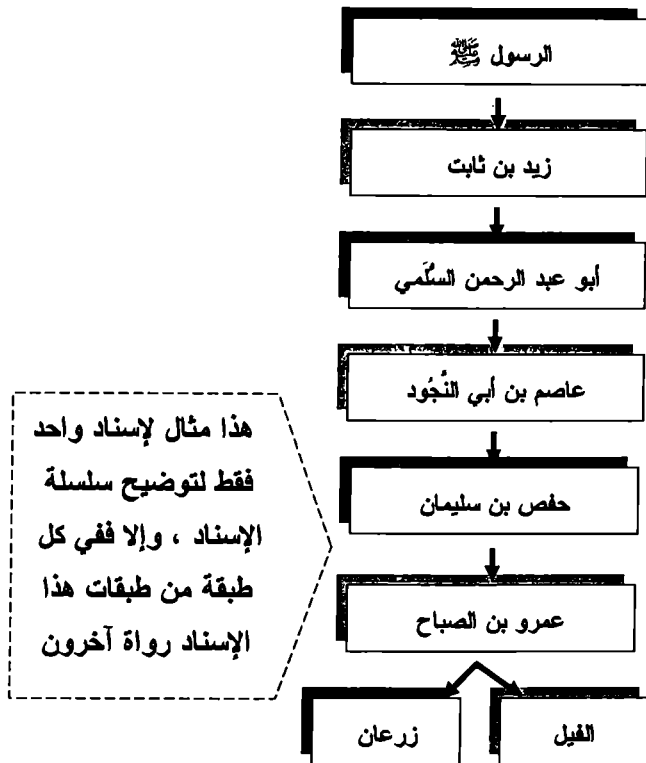 الرسول ﷺ
زيد بن ثابت
أبو عبد الرحمن السُّلَمي
عاصم بن أبي النَّجُود
حفص بن سليمان
عمرو بن الصباح
الفيل
زرعان
هذا مثال لإسناد واحد
فقط لتوضيح سلسلة
الإسناد ، وإلا ففي كل
طبقة من طبقات هذا
الإسناد رواة آخرون